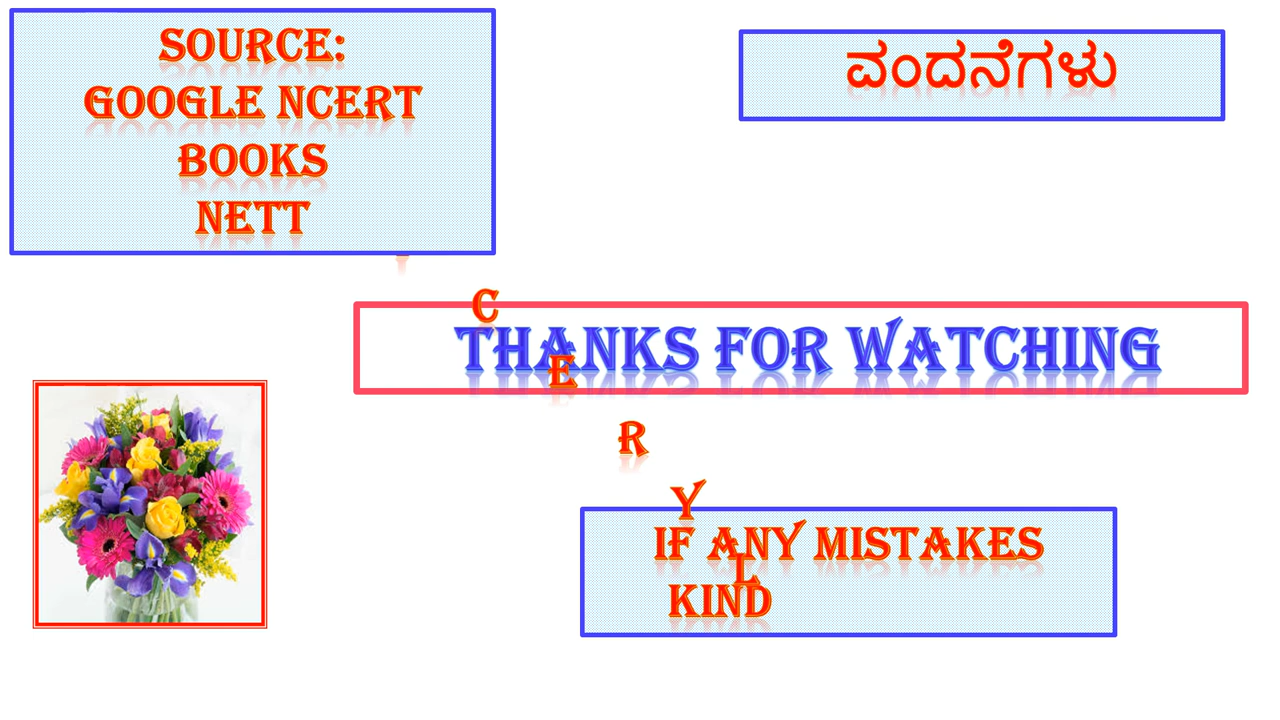 SOURCE:
GOOGLE NCERT
BOOKS
NETT
ವಂದನೆಗಳು
THANKS FOR WATCHING
C
E
R
Y
L
IF ANY MISTAKES
KIND